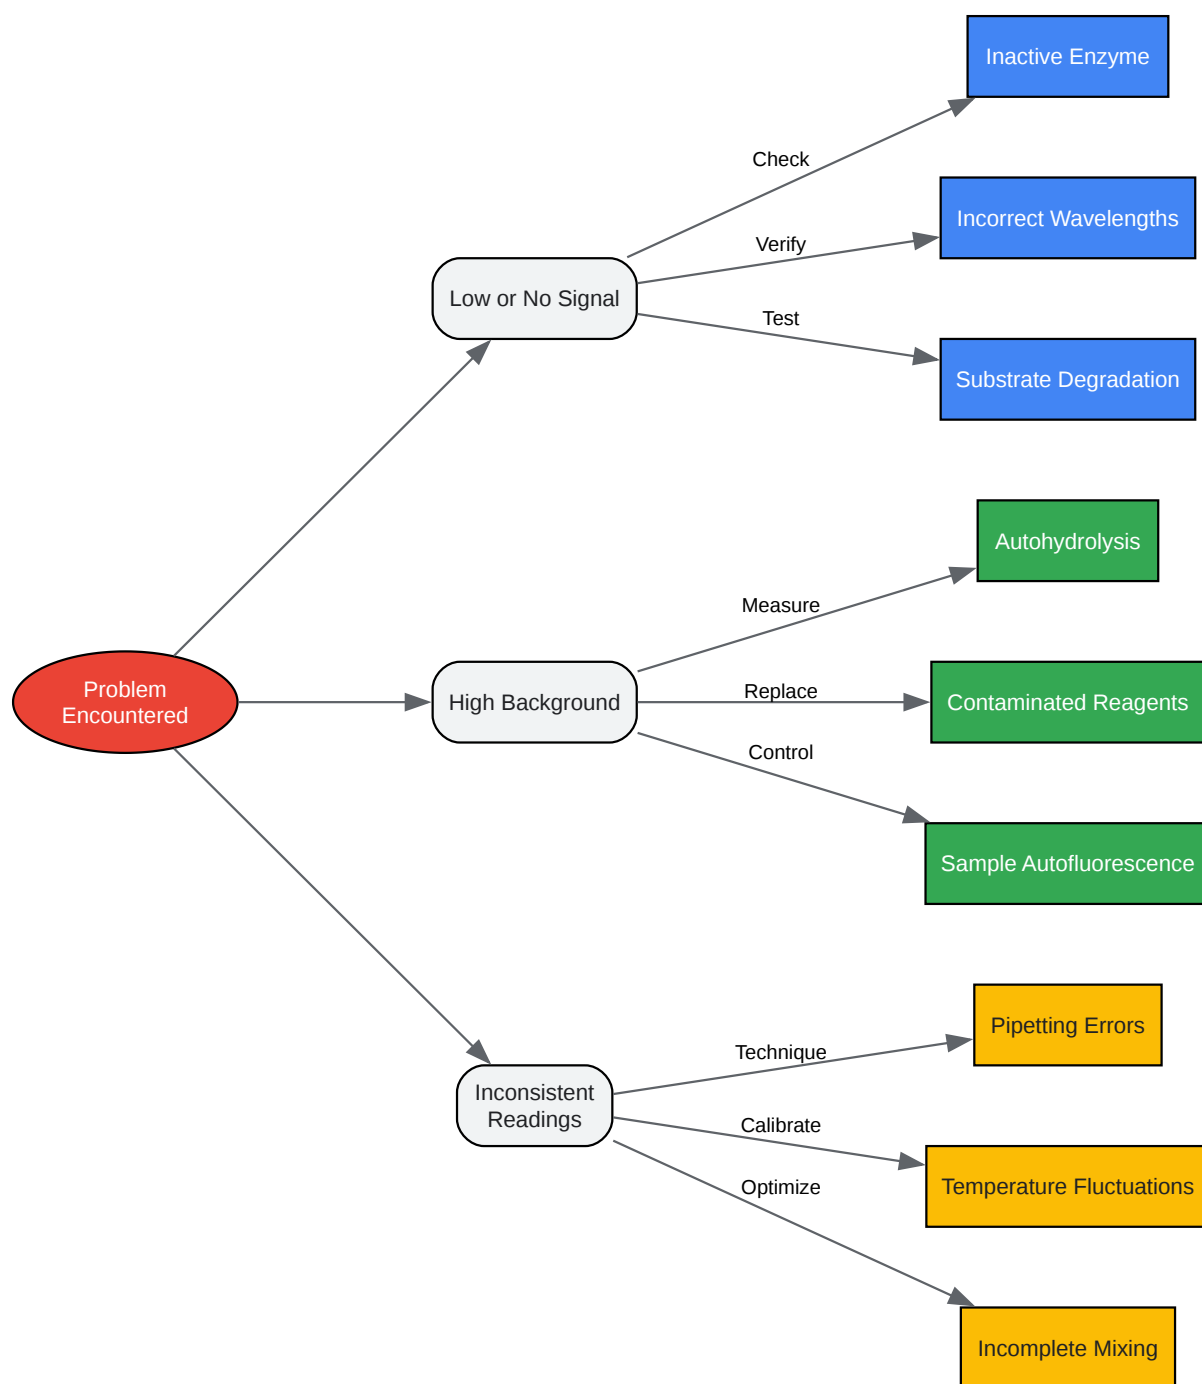 Inactive Enzyme
Check
Incorrect Wavelengths
Verify
Low or No Signal
Test
Substrate Degradation
Autohydrolysis
Measure
Problem
Encountered
High Background
Replace
Contaminated Reagents
Control
Sample Autofluorescence
Pipetting Errors
Technique
Inconsistent
Readings
Calibrate
Temperature Fluctuations
Optimize
Incomplete Mixing